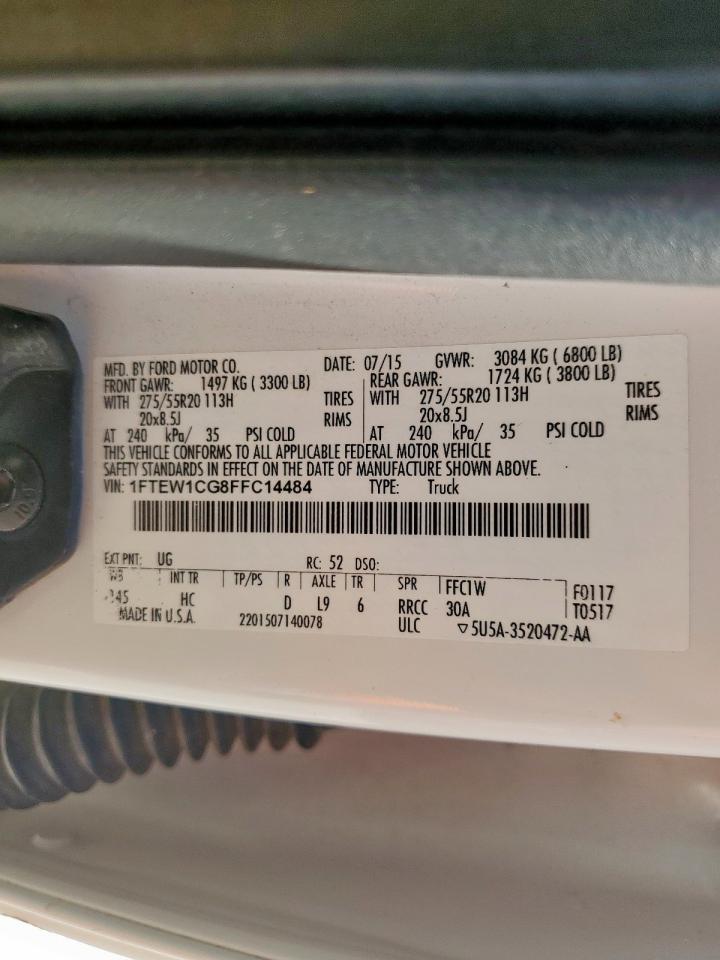 MFD. BY FORD MOTOR CO. DATE: 07/15 GVWR: 3084 KG ( 6800 LB)
FRONT GAWR: 1497 KG ( 3300 LB) REAR GAWR: 1724 KG ( 3800 LB)
WITH 275/55R20 113H TIRES WITH 275/55R20 113H TIRES
20x8.5J RIMS 20x8.5J RIMS
AT 240 kPa/ 35 PSI COLD AT 240 kPa/ 35 PSI COLD
THIS VEHICLE CONFORMS TO ALL APPLICABLE FEDERAL MOTOR VEHICLE
SAFETY STANDARDS IN EFFECT ON THE DATE OF MANUFACTURE SHOWN ABOVE.
VIN: 1FTEW1CG8FFC14484 TYPE: Truck
EXT PNT: UG RC: 52 DSO:
WB INT TR TP/PS R AXLE TR SPR FFC1W F0117
145 HC D L9 6 RRCC 30A T0517
MADE IN U.S.A. 2201507140078 ULC ▽5U5A-3520472-AA
10.9